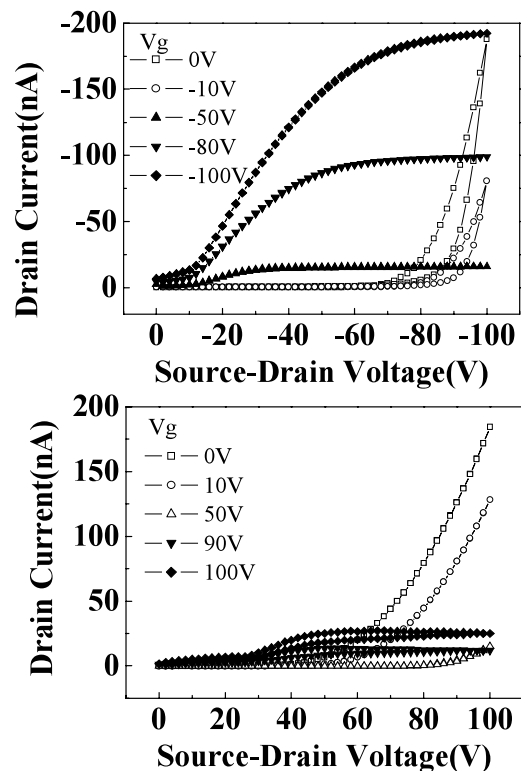 -200
-150
-100
-50
0
Drain Current(nA)
Vg
—□— 0V
—○— -10V
—▲— -50V
—▼— -80V
—◆— -100V
0 -20 -40 -60 -80 -100
Source-Drain Voltage(V)
200
150
100
50
0
Drain Current(nA)
Vg
—□— 0V
—○— 10V
—△— 50V
—▼— 90V
—◆— 100V
0 20 40 60 80 100
Source-Drain Voltage(V)